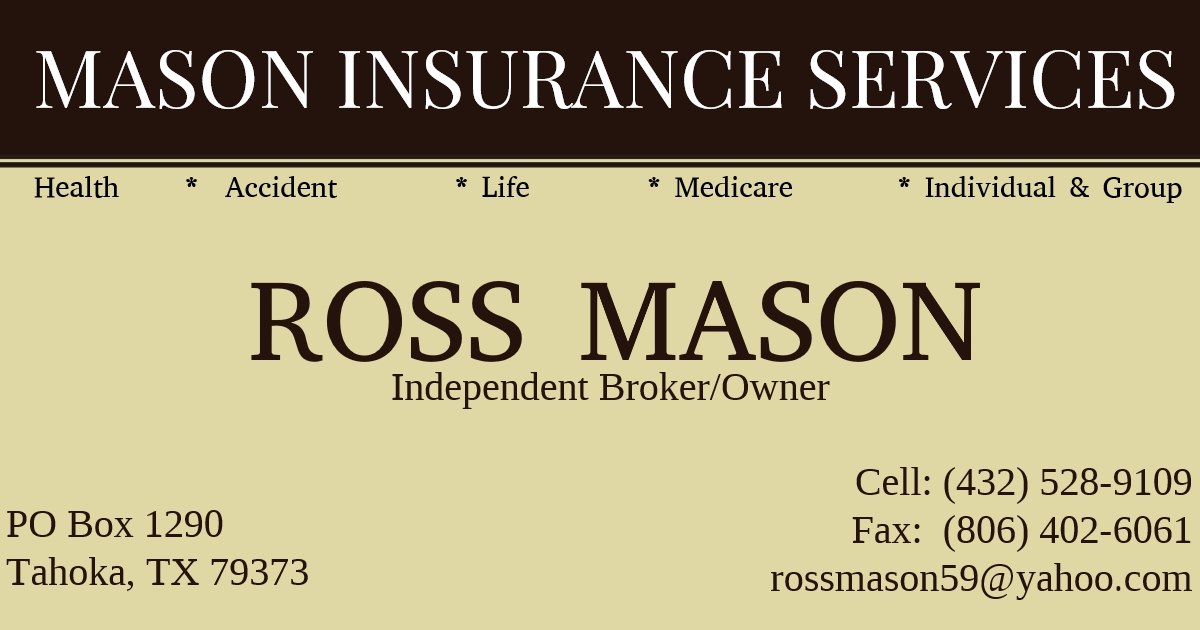 MASON INSURANCE SERVICES
Health * Accident * Life * Medicare * Individual & Group
ROSS MASON
Independent Broker/Owner
PO Box 1290
Tahoka, TX 79373
Cell: (432) 528-9109
Fax: (806) 402-6061
rossmason59@yahoo.com